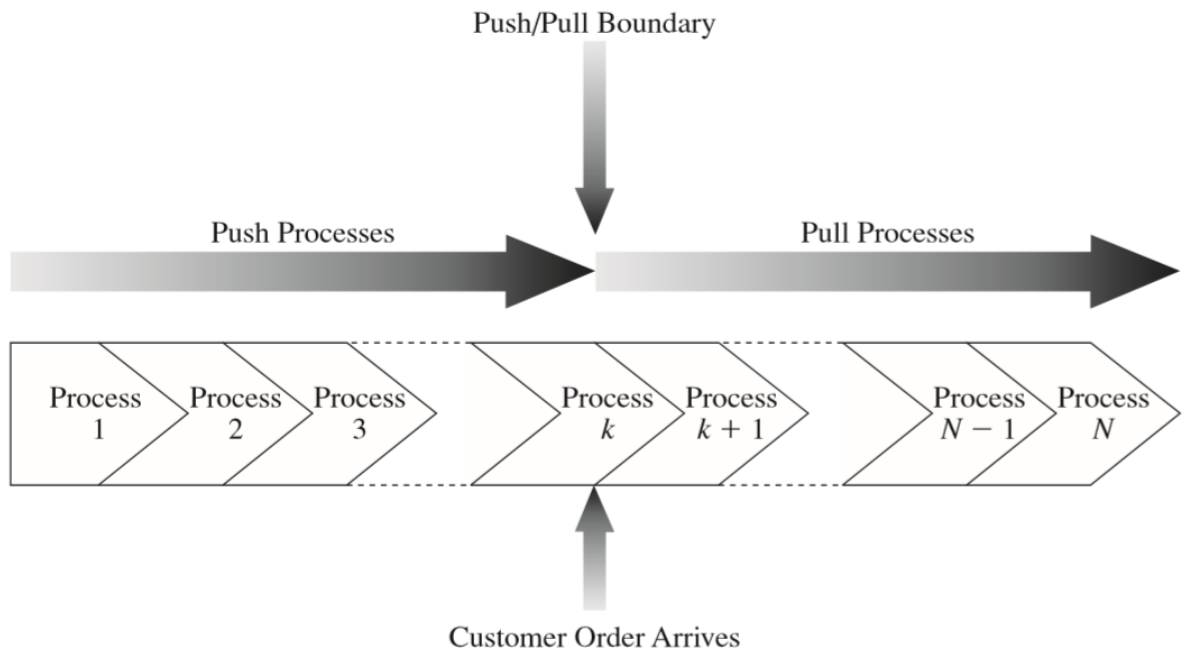 Push/Pull Boundary
Push Processes
Pull Processes
Process
1
Process
2
Process
3
Process
k
Process
k + 1
Process
N − 1
Process
N
Customer Order Arrives